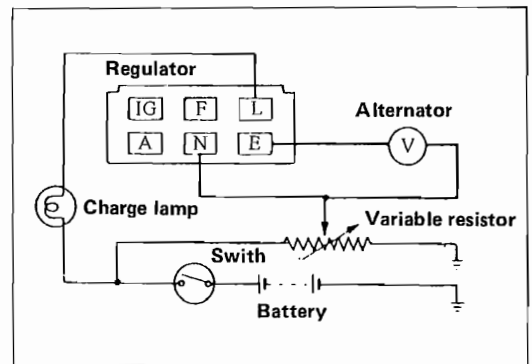 Regulator
IG F L
Alternator
A N E
V
Charge lamp
Variable resistor
Swith
Battery